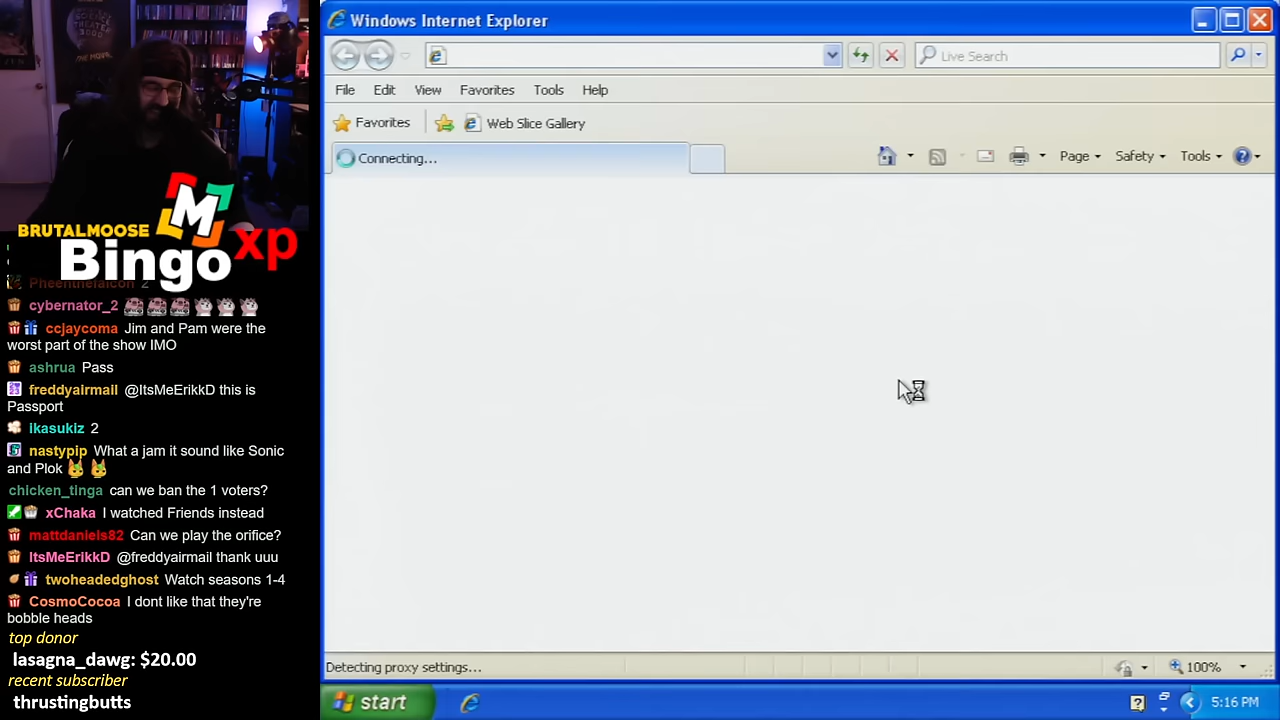 Windows Internet Explorer
Live Search
File Edit View Favorites Tools Help
Favorites Web Slice Gallery
Connecting...
Page Safety Tools
BRUTALMOOSE M
Bingo xp
Pheenthefalcon 2
cybernator_2
ccjaycoma Jim and Pam were the
worst part of the show IMO
ashrua Pass
freddyairmail @ItsMeErikkD this is
Passport
ikasukiz 2
nastypip What a jam it sound like Sonic
and Plok
chicken_tinga can we ban the 1 voters?
xChaka I watched Friends instead
mattdaniels82 Can we play the orifice?
ItsMeErikkD @freddyairmail thank uuu
twoheadedghost Watch seasons 1-4
CosmoCocoa I dont like that they're
bobble heads
top donor
lasagna_dawg: $20.00
recent subscriber
thrustingbutts
Detecting proxy settings... 100%
start 5:16 PM